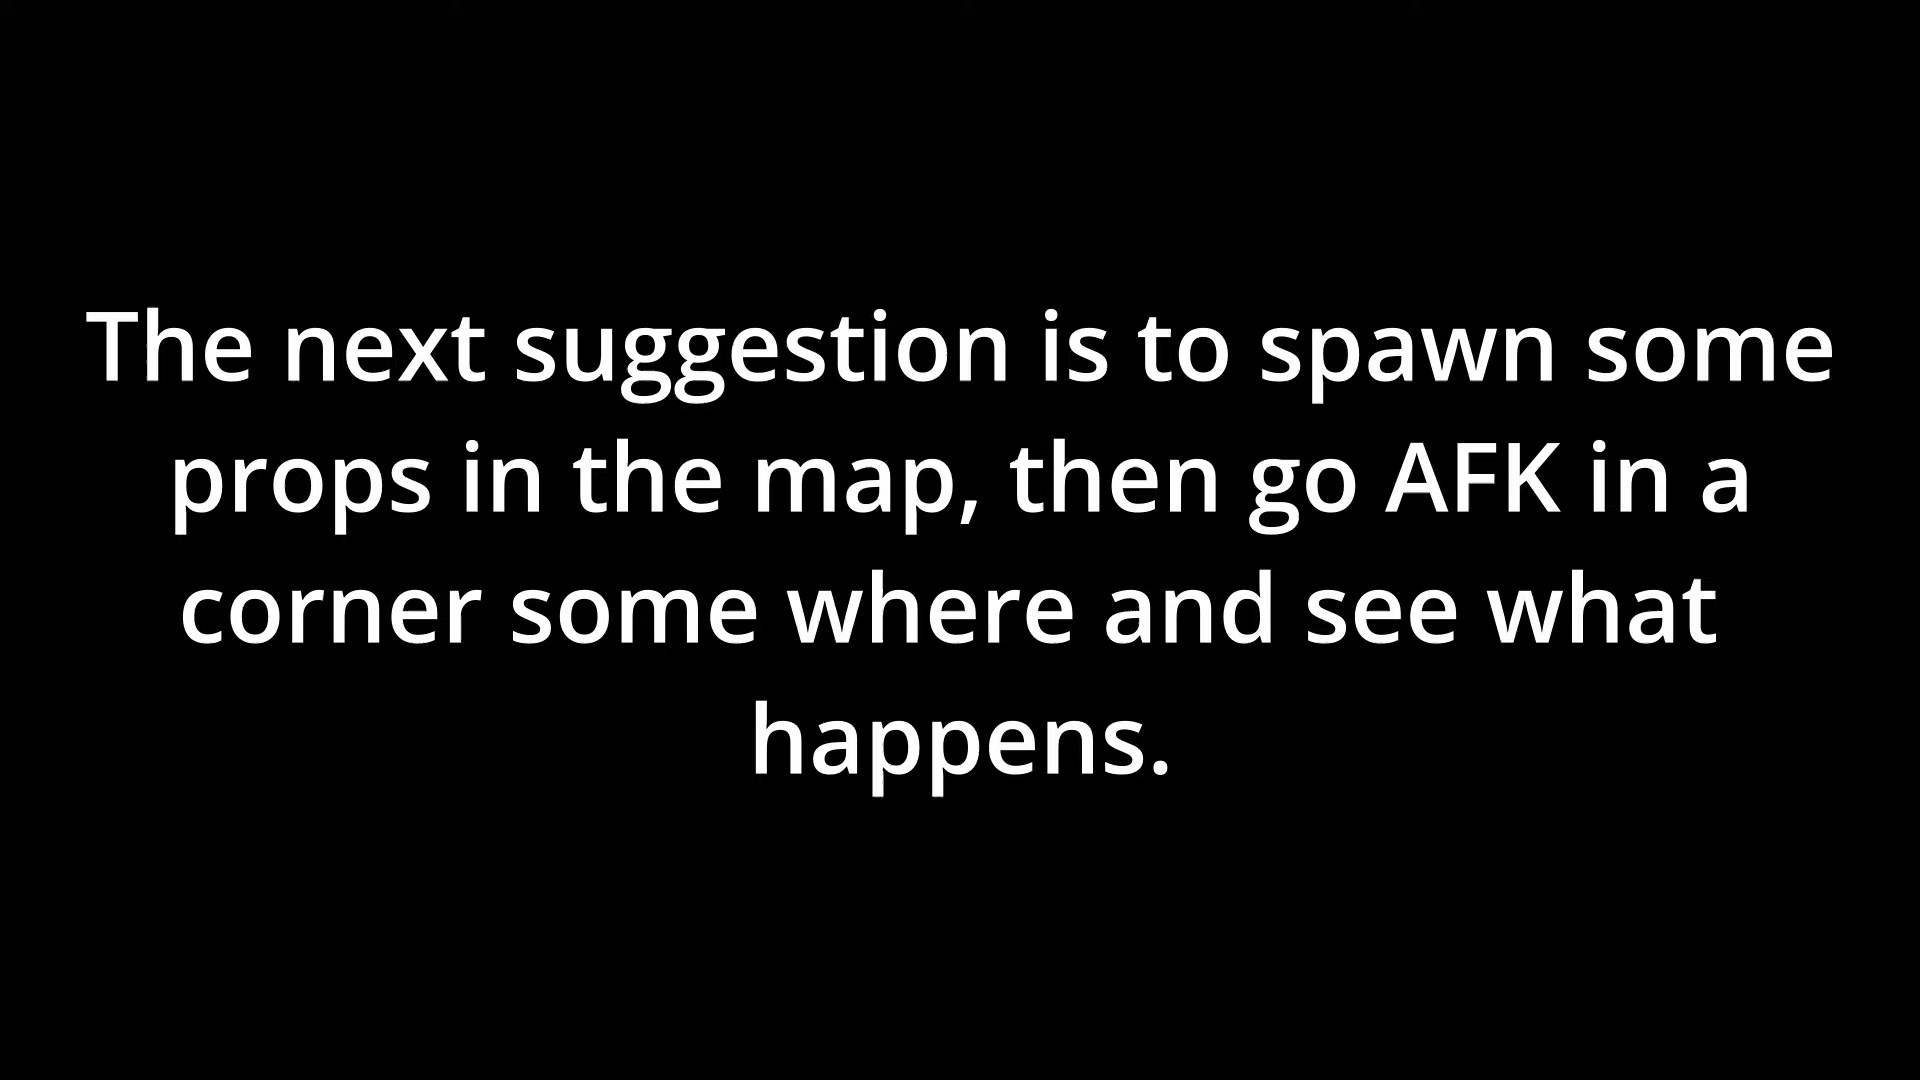 The next suggestion is to spawn some
props in the map, then go AFK in a
corner some where and see what
happens.